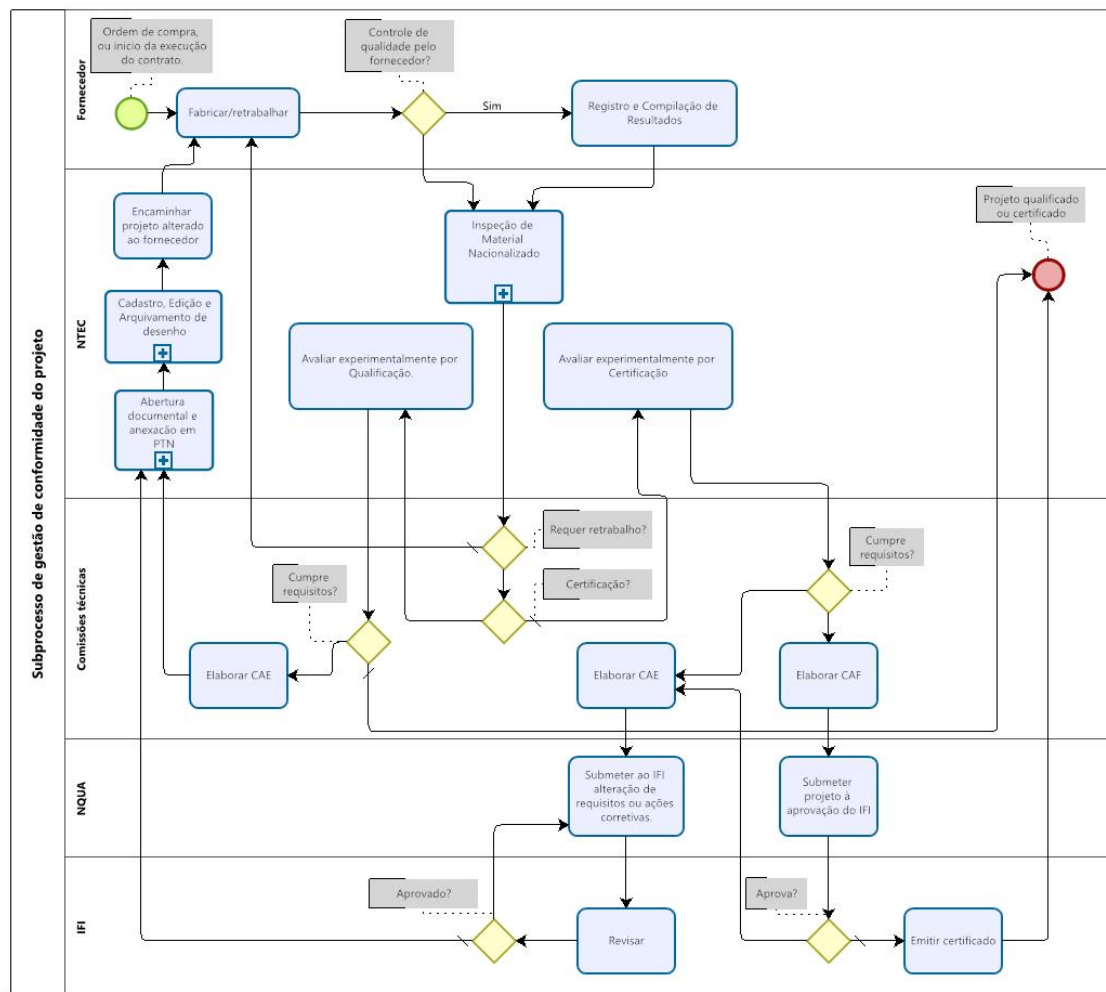 Subprocesso de gestão de conformidade do projeto
Fornecedor
Ordem de compra,
ou inicio da execução
do contrato.
Controle de
qualidade pelo
fornecedor?
Fabricar/retrabalhar
Sim
Registro e Compilação de
Resultados
NTEC
Encaminhar
projeto alterado
ao fornecedor
Inspeção de
Material
Nacionalizado
Projeto qualificado
ou certificado
Cadastro, Edição e
Arquivamento de
desenho
Avaliar experimentalmente por
Qualificação.
Avaliar experimentalmente por
Certificação
Abertura
documental e
anexacão em
PTN
Comissões técnicas
Requer retrabalho?
Cumpre
requisitos?
Cumpre
requisitos?
Certificação?
Elaborar CAE
Elaborar CAE
Elaborar CAF
NQUA
Submeter ao IFI
alteração de
requisitos ou ações
corretivas.
Submeter
projeto à
aprovação do IFI
IFI
Aprovado?
Aprova?
Revisar
Emitir certificado